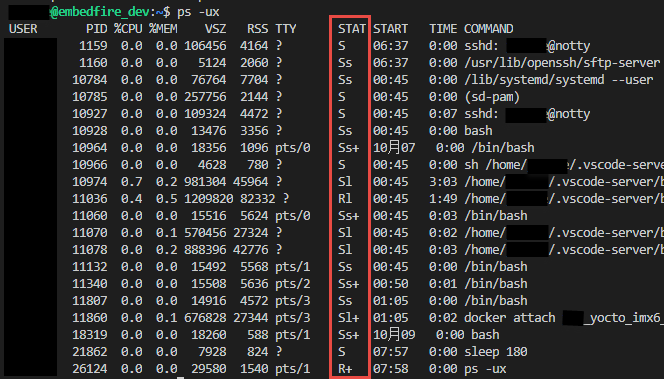 @embedfire_dev:~$ ps -ux
USER PID %CPU %MEM VSZ RSS TTY STAT START TIME COMMAND
1159 0.0 0.0 106456 4164 ? S 06:37 0:00 sshd: @notty
1160 0.0 0.0 5124 2060 ? Ss 06:37 0:00 /usr/lib/openssh/sftp-server
10784 0.0 0.0 76764 7704 ? Ss 00:45 0:00 /lib/systemd/systemd --user
10785 0.0 0.0 257756 2144 ? S 00:45 0:00 (sd-pam)
10927 0.0 0.0 109324 4472 ? S 00:45 0:07 sshd: @notty
10928 0.0 0.0 13476 3356 ? Ss 00:45 0:00 bash
10964 0.0 0.0 18356 1096 pts/0 Ss+ 10月07 0:00 /bin/bash
10966 0.0 0.0 4628 780 ? S 00:45 0:00 sh /home/ /.vscode-server/
10974 0.7 0.2 981304 45964 ? Sl 00:45 3:03 /home/ /.vscode-server/b
11036 0.4 0.5 1209820 82332 ? Rl 00:45 1:49 /home/ /.vscode-server/b
11060 0.0 0.0 15516 5624 pts/0 Ss+ 00:45 0:03 /bin/bash
11070 0.0 0.1 570456 27324 ? Sl 00:45 0:02 /home/ /.vscode-server/b
11078 0.0 0.2 888396 42776 ? Sl 00:45 0:03 /home/ /.vscode-server/b
11132 0.0 0.0 15492 5568 pts/1 Ss 00:45 0:00 /bin/bash
11340 0.0 0.0 15508 5636 pts/2 Ss+ 00:50 0:01 /bin/bash
11807 0.0 0.0 14916 4572 pts/3 Ss 01:05 0:00 /bin/bash
11860 0.0 0.1 676828 27344 pts/3 Sl+ 01:05 0:02 docker attach _yocto_imx6_
18319 0.0 0.0 18260 588 pts/1 Ss+ 10月09 0:00 bash
21862 0.0 0.0 7928 824 ? S 07:57 0:00 sleep 180
26124 0.0 0.0 29580 1540 pts/1 R+ 07:58 0:00 ps -ux